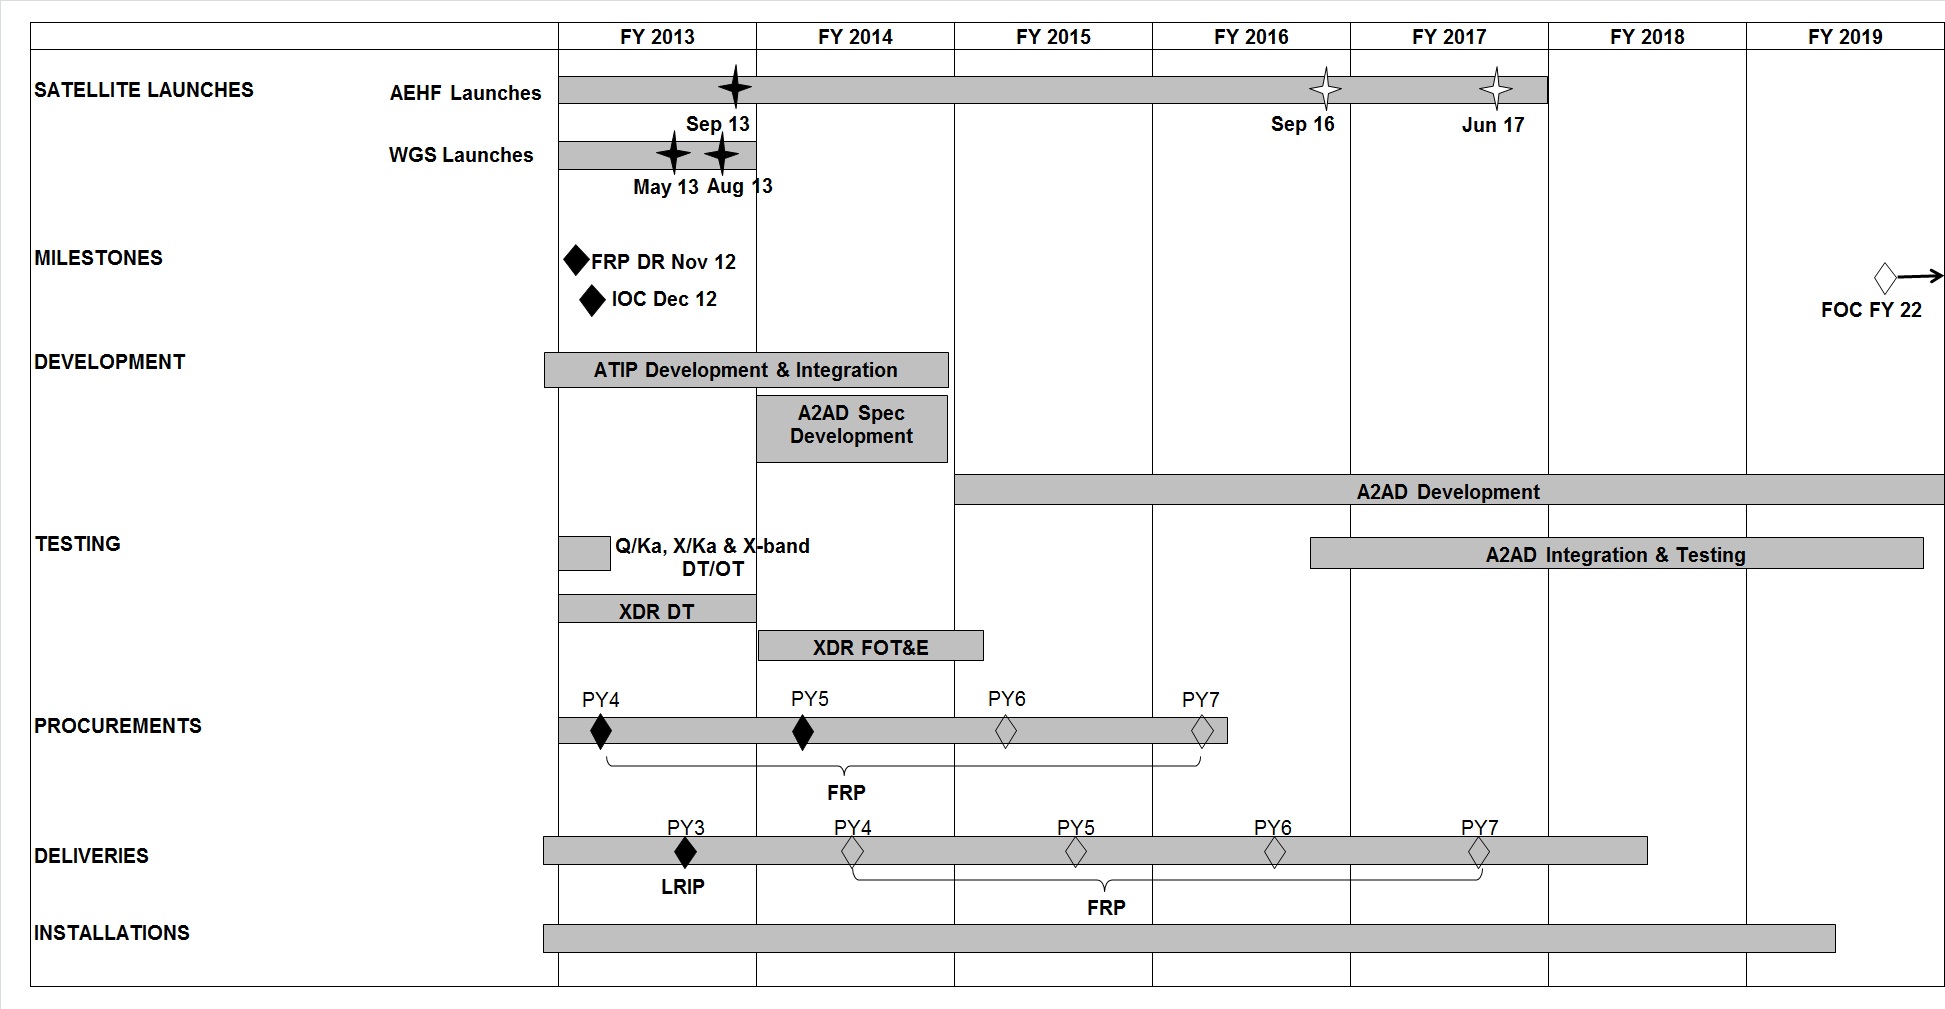 FY 2013 FY 2014 FY 2015 FY 2016 FY 2017 FY 2018 FY 2019
SATELLITE LAUNCHES AEHF Launches
Sep 13 Sep 16 Jun 17
WGS Launches
May 13 Aug 13
MILESTONES
FRP DR Nov 12
IOC Dec 12
FOC FY 22
DEVELOPMENT
ATIP Development & Integration
A2AD Spec
Development
A2AD Development
TESTING
Q/Ka, X/Ka & X-band
DT/OT
A2AD Integration & Testing
XDR DT
XDR FOT&E
PY4 PY5 PY6 PY7
PROCUREMENTS
FRP
PY3 PY4 PY5 PY6 PY7
DELIVERIES
LRIP
FRP
INSTALLATIONS